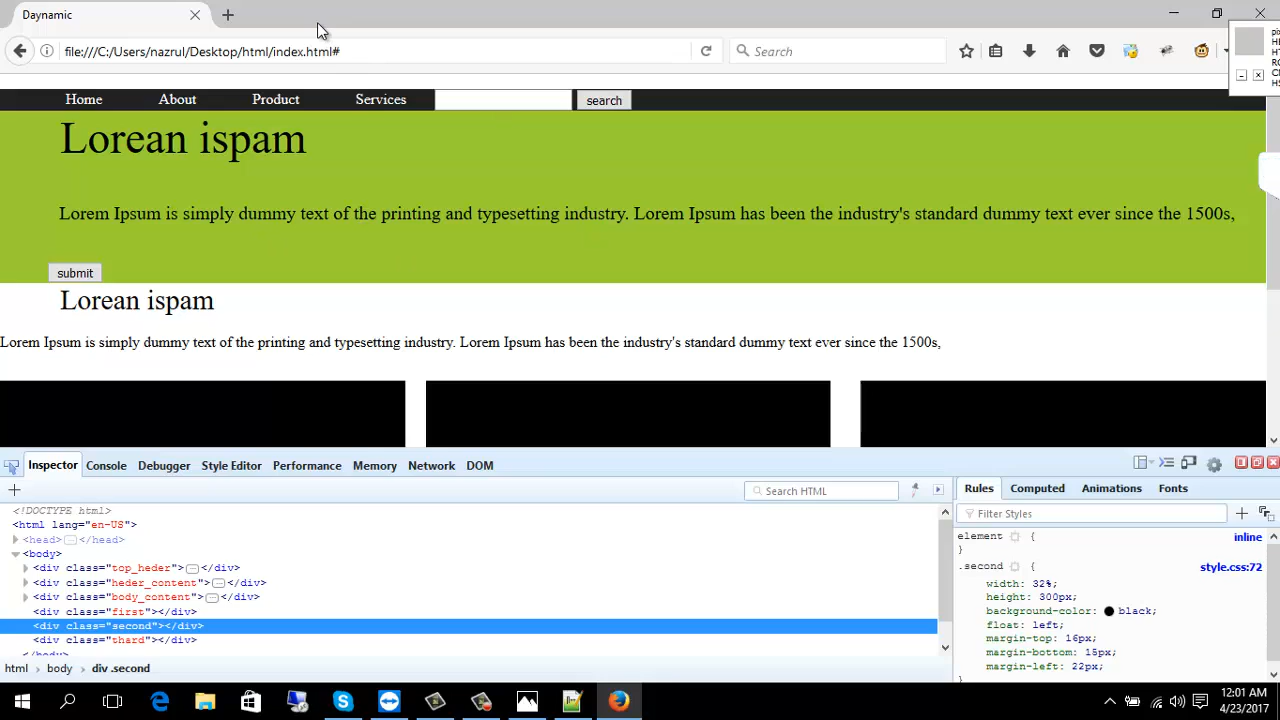 Daynamic
file:///C:/Users/nazrul/Desktop/html/index.html#
Search
Home About Product Services search
Lorean ispam
Lorem Ipsum is simply dummy text of the printing and typesetting industry. Lorem Ipsum has been the industry's standard dummy text ever since the 1500s,
submit
Lorean ispam
Lorem Ipsum is simply dummy text of the printing and typesetting industry. Lorem Ipsum has been the industry's standard dummy text ever since the 1500s,
Inspector Console Debugger Style Editor Performance Memory Network DOM
Search HTML
Rules Computed Animations Fonts
Filter Styles
<!DOCTYPE html>
<html lang="en-US">
<head></head>
<body>
<div class="top_heder"></div>
<div class="heder_content"></div>
<div class="body_content"></div>
<div class="first"></div>
<div class="second"></div>
<div class="thard"></div>
</body>
element { inline
}
.second { style.css:72
width: 32%;
height: 300px;
background-color: black;
float: left;
margin-top: 16px;
margin-bottom: 15px;
margin-left: 22px;
}
html body div .second
12:01 AM
4/23/2017